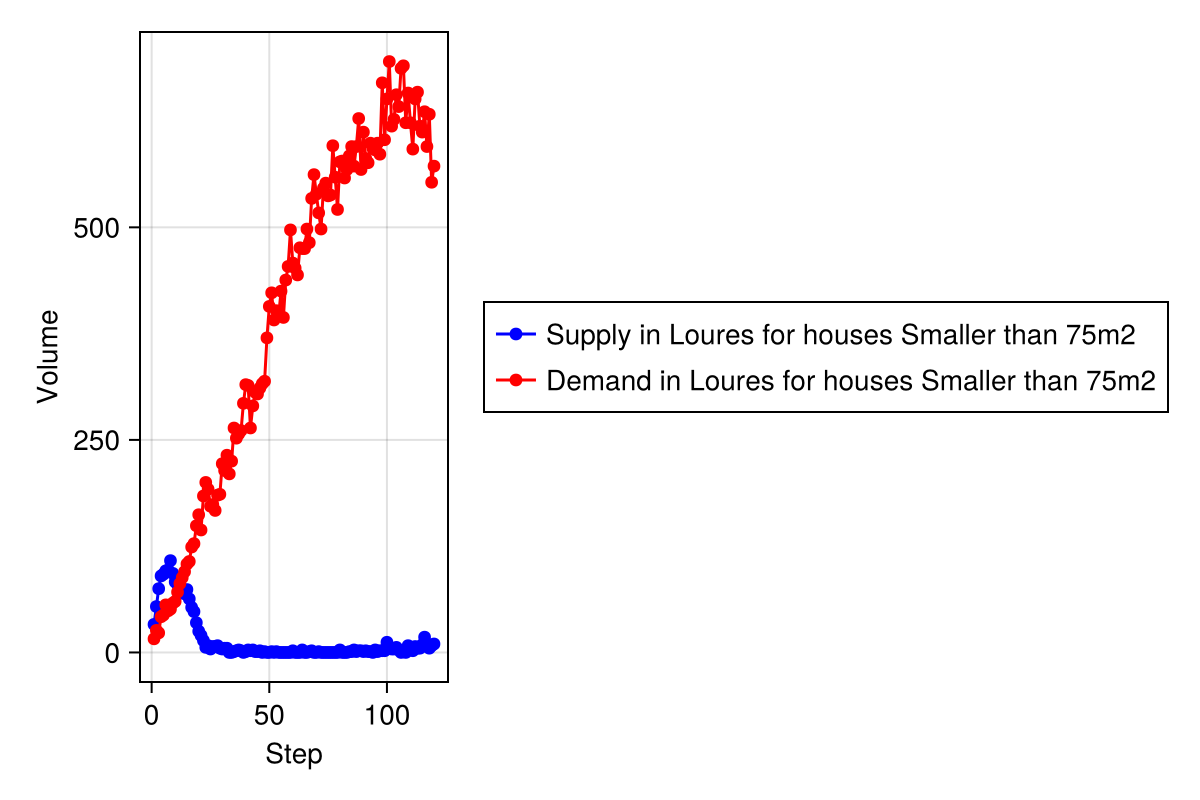 Volume
500
250
0
0 50 100
Step
Supply in Loures for houses Smaller than 75m2
Demand in Loures for houses Smaller than 75m2